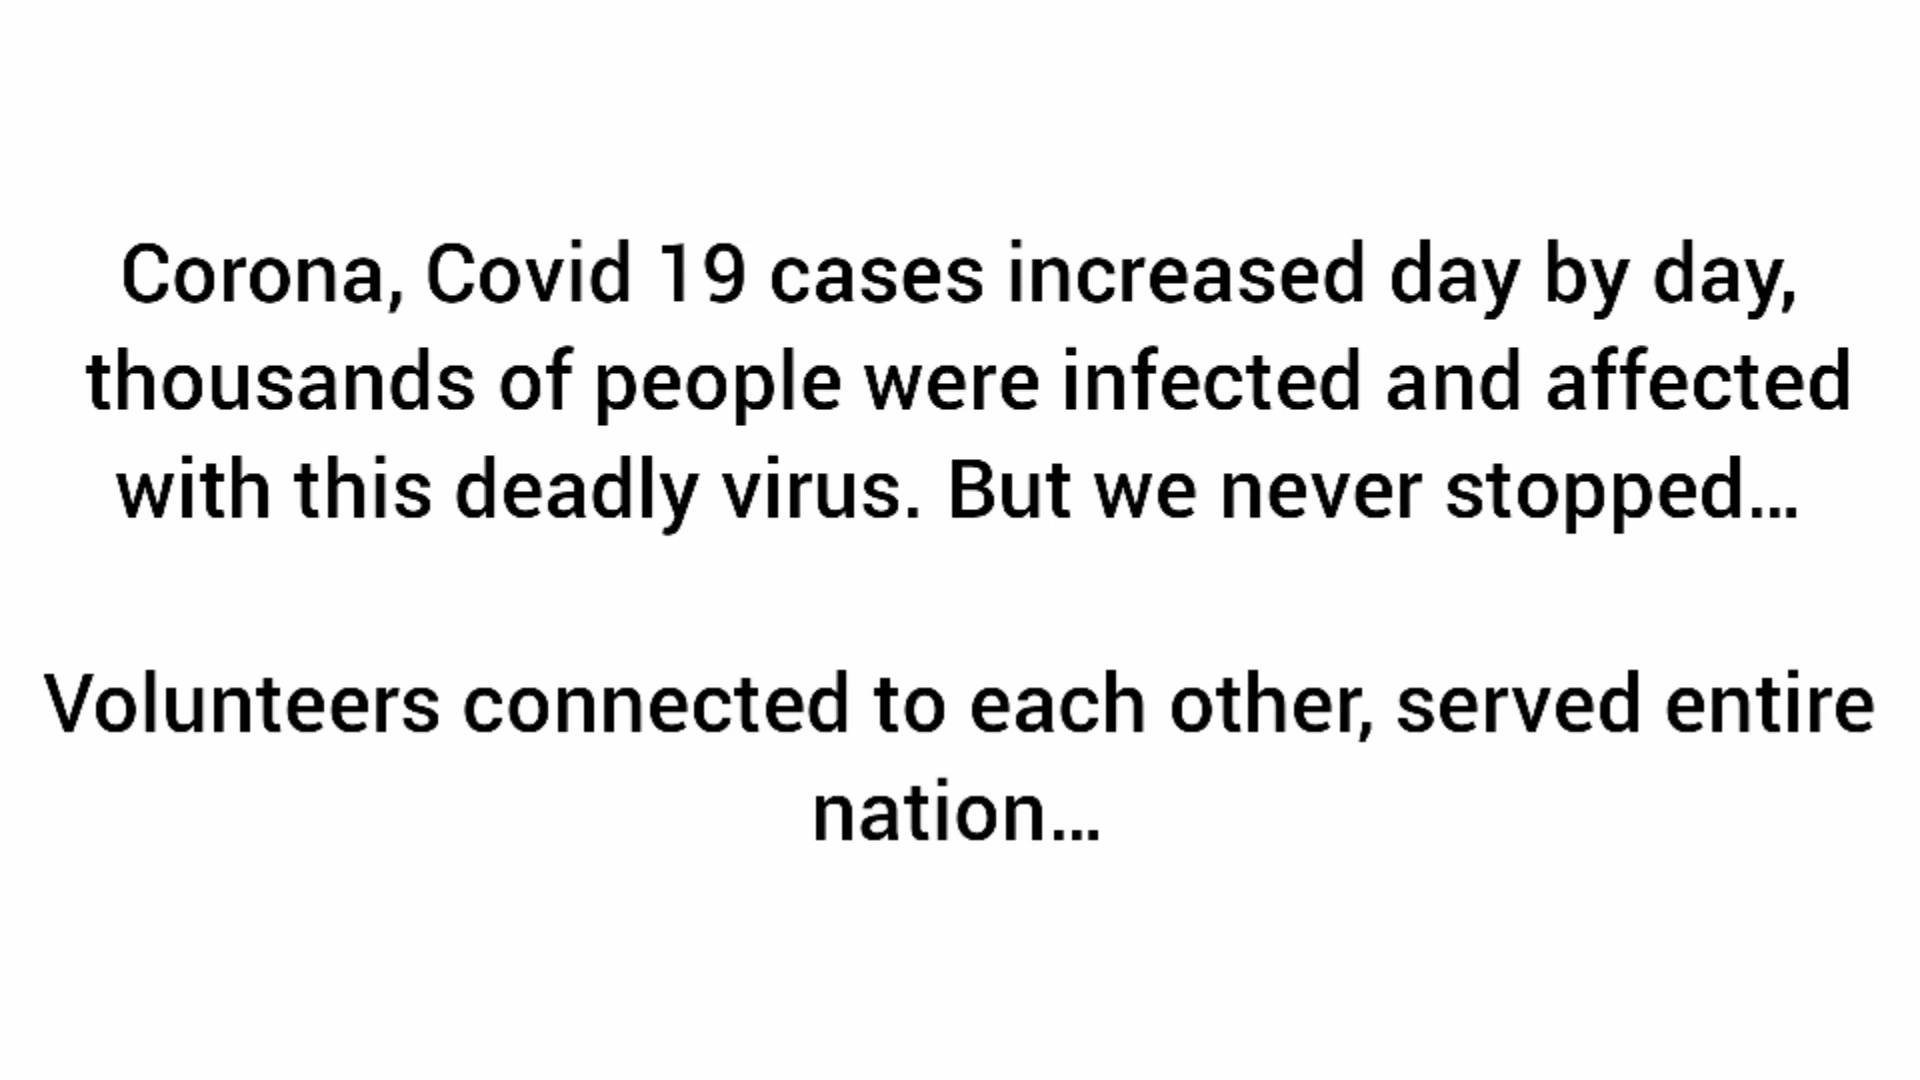 Corona, Covid 19 cases increased day by day,
thousands of people were infected and affected
with this deadly virus. But we never stopped...
Volunteers connected to each other, served entire
nation...